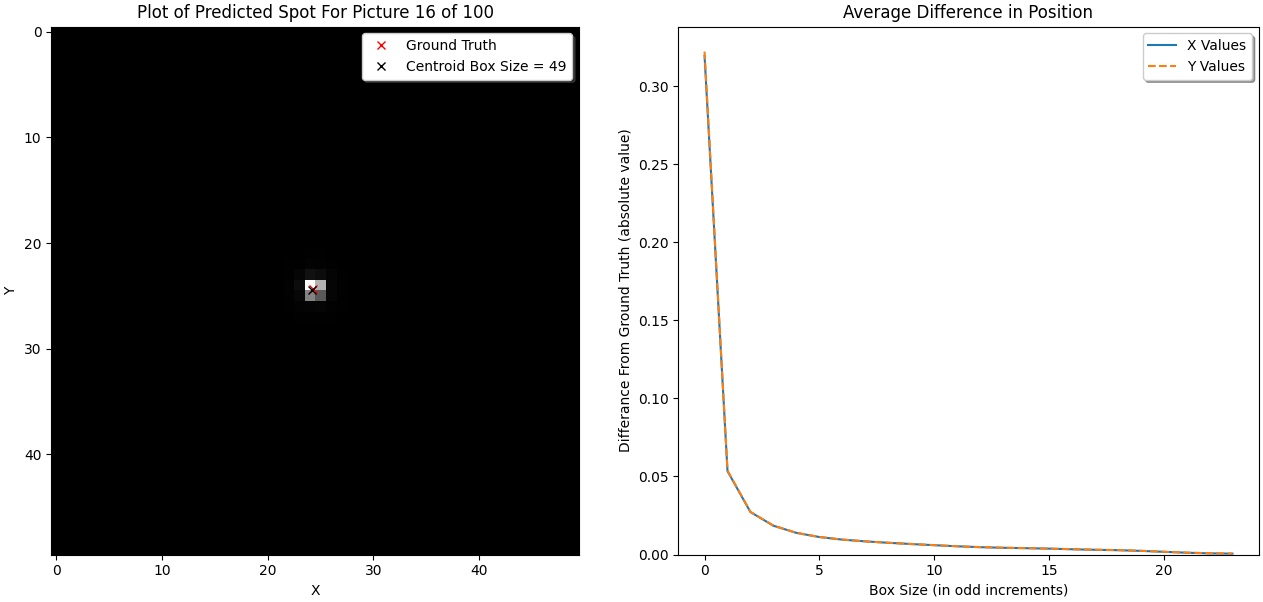 Plot of Predicted Spot For Picture 16 of 100
Ground Truth
Centroid Box Size = 49
0
10
20
30
40
Y
0
10
20
30
40
X
Average Difference in Position
X Values
Y Values
0.30
0.25
0.20
0.15
0.10
0.05
0.00
Differance From Ground Truth (absolute value)
0
5
10
15
20
Box Size (in odd increments)